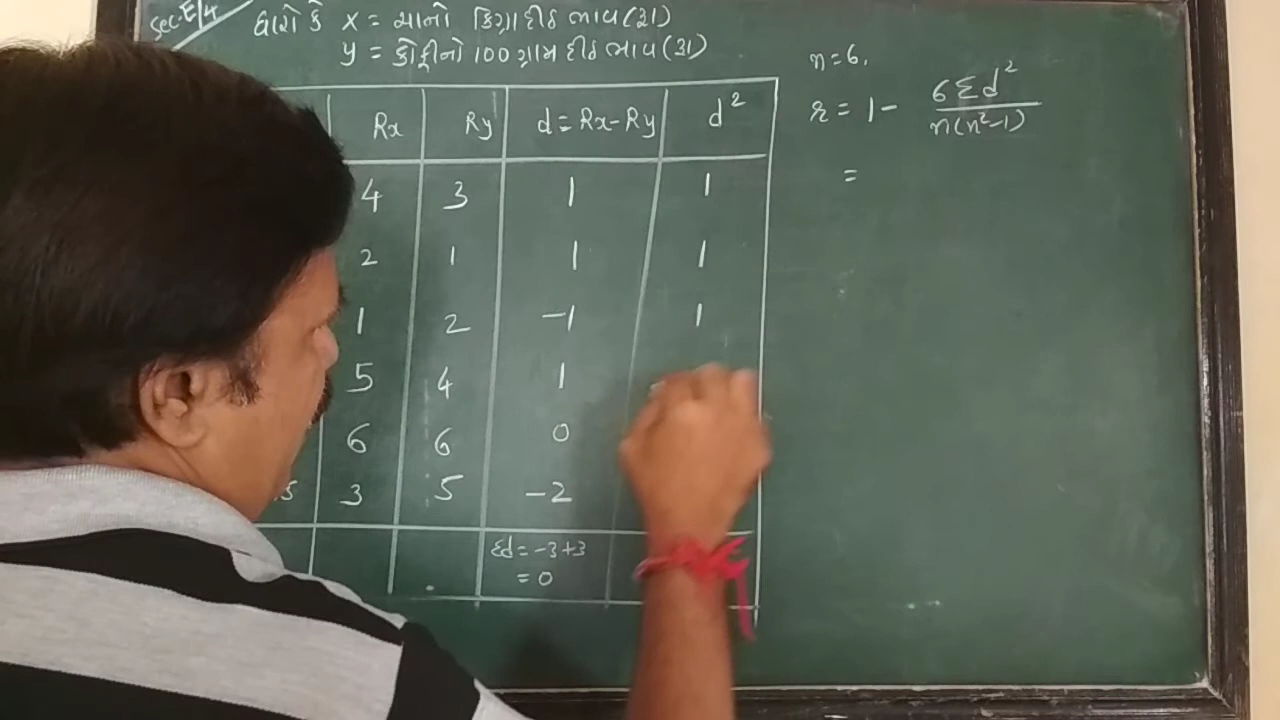 Sec-E/4
ધારો કે x = ચાનો કિગ્રા દીઠ ભાવ (રૂા)
y = કોફીનો 100 ગ્રામ દીઠ ભાવ (રૂા)
n = 6,
r = 1 - 6Σd² / n(n²-1)
=
Rx Ry d = Rx - Ry d²
4 3 1 1
2 1 1 1
1 2 -1 1
5 4 1
6 6 0
3 5 -2
Σd = -3 + 3
= 0